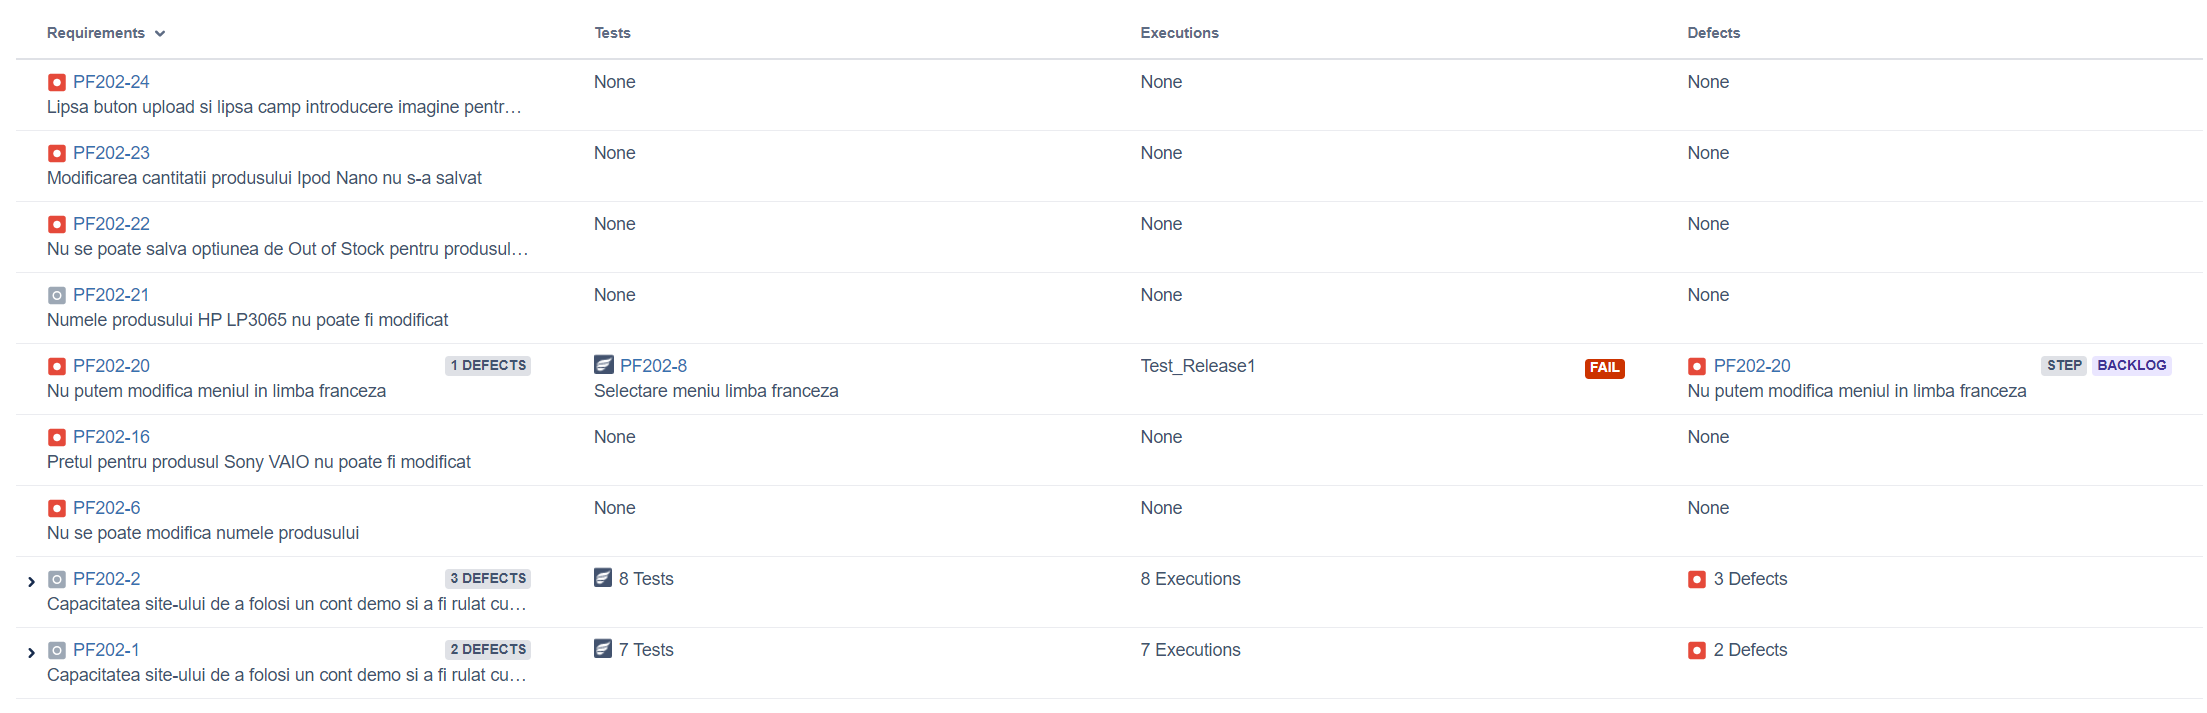 Requirements Tests Executions Defects
PF202-24 None None None
Lipsa buton upload si lipsa camp introducere imagine pentr…
PF202-23 None None None
Modificarea cantitatii produsului Ipod Nano nu s-a salvat
PF202-22 None None None
Nu se poate salva optiunea de Out of Stock pentru produsul…
PF202-21 None None None
Numele produsului HP LP3065 nu poate fi modificat
PF202-20 1 DEFECTS PF202-8 Test_Release1 FAIL PF202-20 STEP BACKLOG
Nu putem modifica meniul in limba franceza Selectare meniu limba franceza Nu putem modifica meniul in limba franceza
PF202-16 None None None
Pretul pentru produsul Sony VAIO nu poate fi modificat
PF202-6 None None None
Nu se poate modifica numele produsului
PF202-2 3 DEFECTS 8 Tests 8 Executions 3 Defects
Capacitatea site-ului de a folosi un cont demo si a fi rulat cu…
PF202-1 2 DEFECTS 7 Tests 7 Executions 2 Defects
Capacitatea site-ului de a folosi un cont demo si a fi rulat cu…